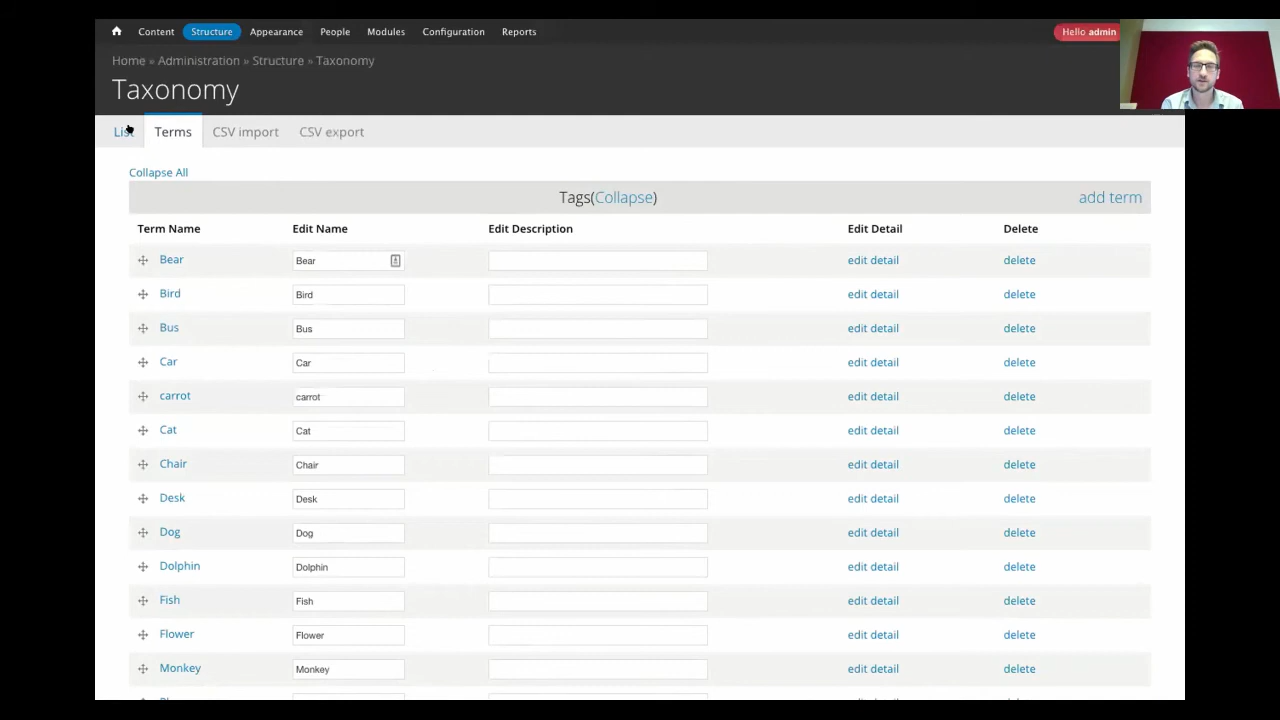 Content Structure Appearance People Modules Configuration Reports Hello admin
Home » Administration » Structure » Taxonomy
Taxonomy
List Terms CSV import CSV export
Collapse All
Tags(Collapse) add term
Term Name Edit Name Edit Description Edit Detail Delete
Bear Bear edit detail delete
Bird Bird edit detail delete
Bus Bus edit detail delete
Car Car edit detail delete
carrot carrot edit detail delete
Cat Cat edit detail delete
Chair Chair edit detail delete
Desk Desk edit detail delete
Dog Dog edit detail delete
Dolphin Dolphin edit detail delete
Fish Fish edit detail delete
Flower Flower edit detail delete
Monkey Monkey edit detail delete